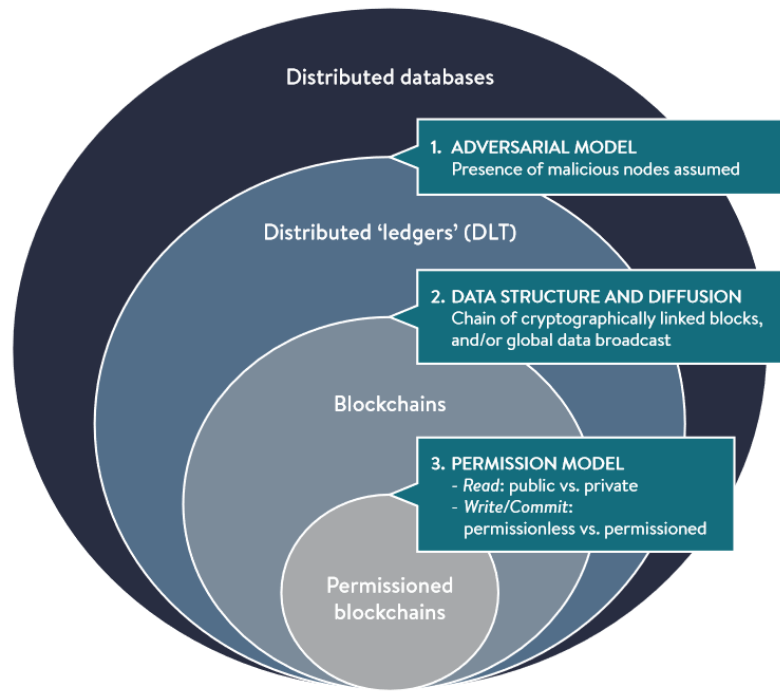 Distributed databases
1. ADVERSARIAL MODEL
Presence of malicious nodes assumed
Distributed ‘ledgers’ (DLT)
2. DATA STRUCTURE AND DIFFUSION
Chain of cryptographically linked blocks,
and/or global data broadcast
Blockchains
3. PERMISSION MODEL
- Read: public vs. private
- Write/Commit:
permissionless vs. permissioned
Permissioned
blockchains